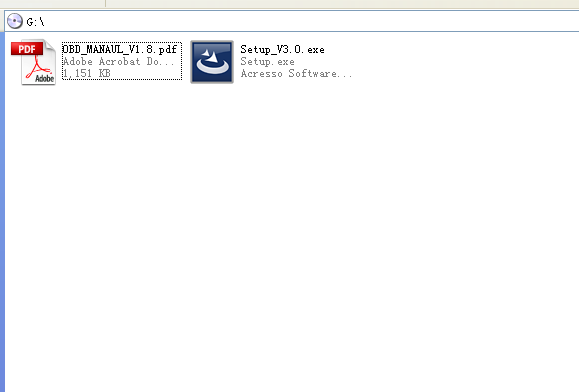 G:\
PDF
Adobe
OBD_MANAUL_V1.8.pdf
Adobe Acrobat Do...
1,151 KB
Setup_V3.0.exe
Setup.exe
Acresso Software...